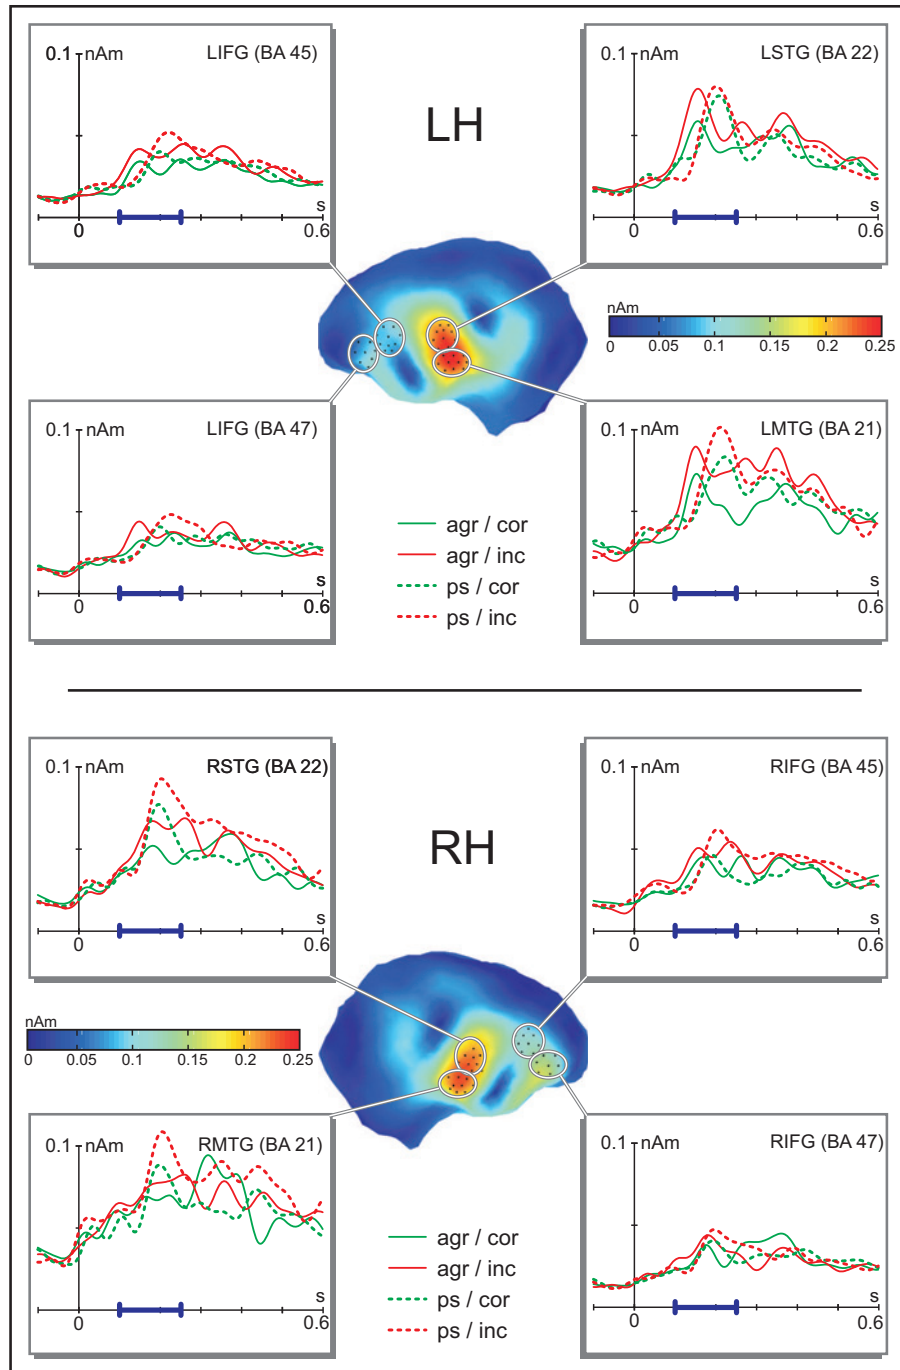 0.1 nAm LIFG (BA 45)
s
0 0.6
LH
0.1 nAm LSTG (BA 22)
s
0 0.6
nAm
0 0.05 0.1 0.15 0.2 0.25
0.1 nAm LIFG (BA 47)
s
0 0.6
agr / cor
agr / inc
ps / cor
ps / inc
0.1 nAm LMTG (BA 21)
s
0 0.6
0.1 nAm RSTG (BA 22)
s
0 0.6
RH
0.1 nAm RIFG (BA 45)
s
0 0.6
nAm
0 0.05 0.1 0.15 0.2 0.25
0.1 nAm RMTG (BA 21)
s
0 0.6
agr / cor
agr / inc
ps / cor
ps / inc
0.1 nAm RIFG (BA 47)
s
0 0.6